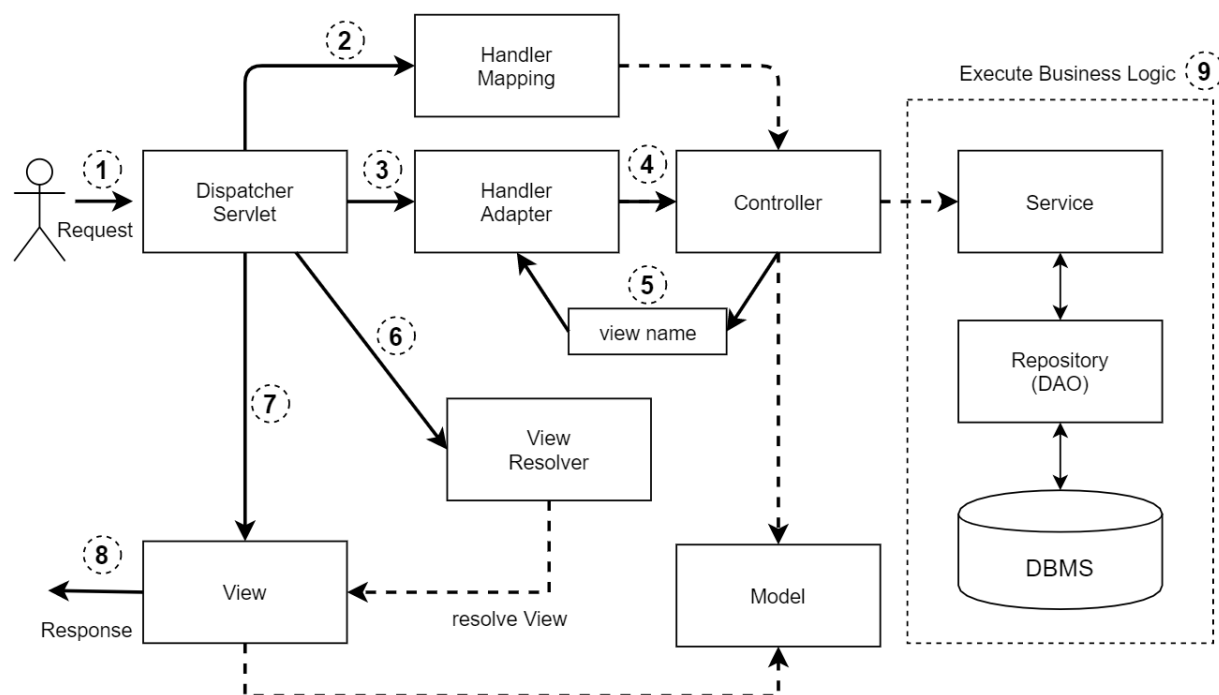 2
Handler
Mapping
Execute Business Logic
9
1
Request
Dispatcher
Servlet
3
Handler
Adapter
4
Controller
Service
5
view name
6
Repository
(DAO)
7
View
Resolver
8
Response
View
resolve View
Model
DBMS